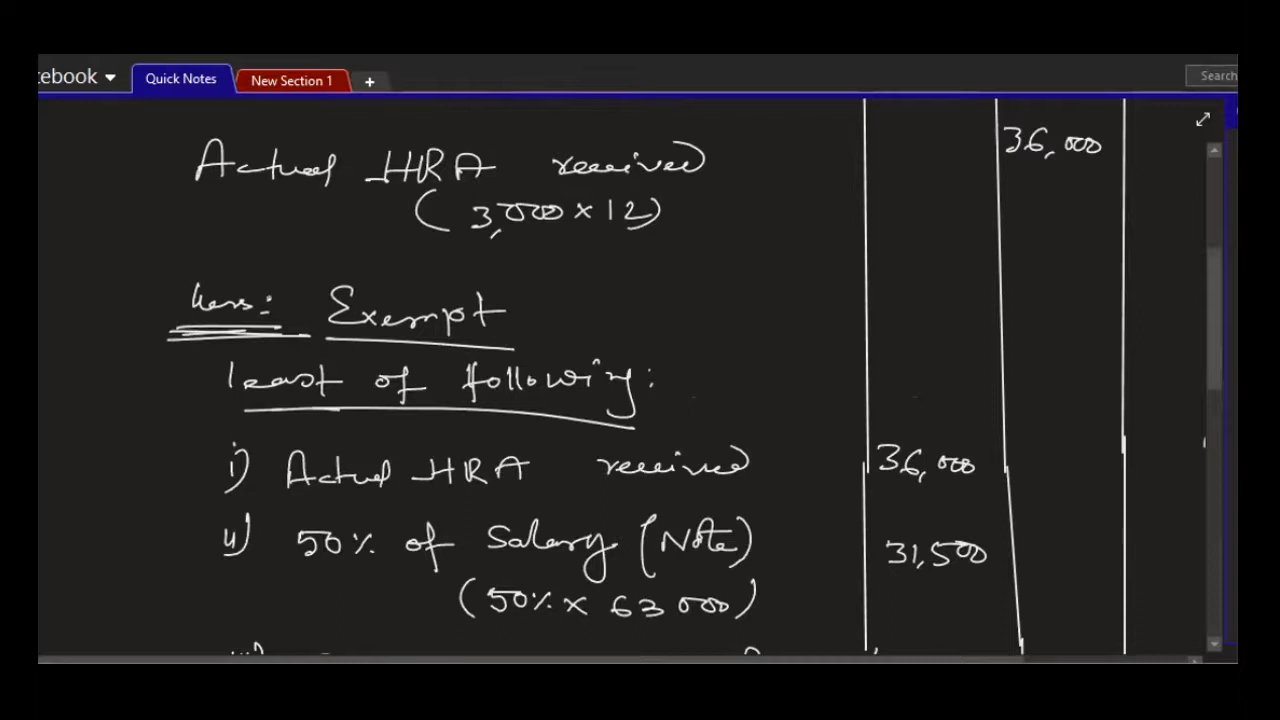 tebook
Quick Notes
New Section 1
+
Search
Actual HRA received 36,000
(3,000 × 12)
Less: Exempt
least of following:
i) Actual HRA received 36,000
ii) 50% of Salary (Note) 31,500
(50% × 63 000)